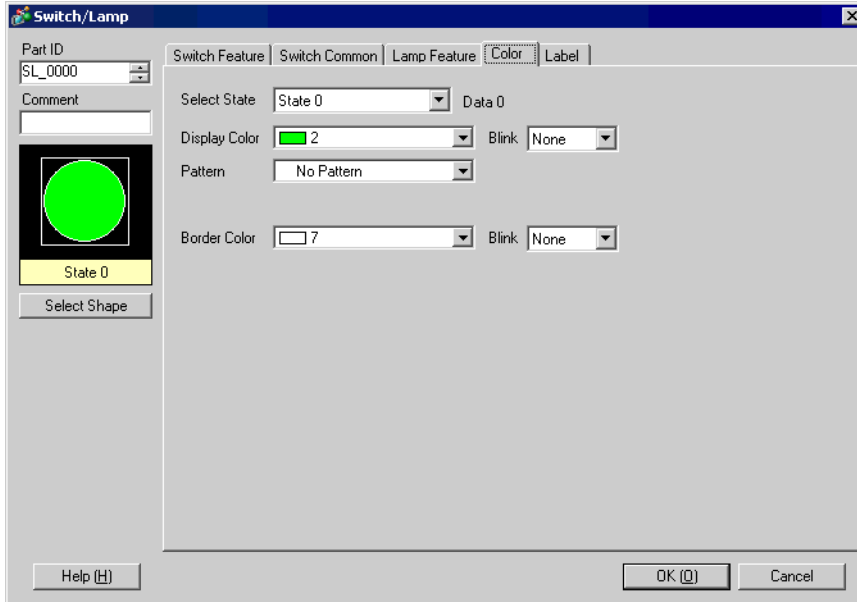 Switch/Lamp
Part ID
SL_0000
Comment
State 0
Select Shape
Switch Feature Switch Common Lamp Feature Color Label
Select State State 0 Data 0
Display Color 2 Blink None
Pattern No Pattern
Border Color 7 Blink None
Help (H) OK (O) Cancel